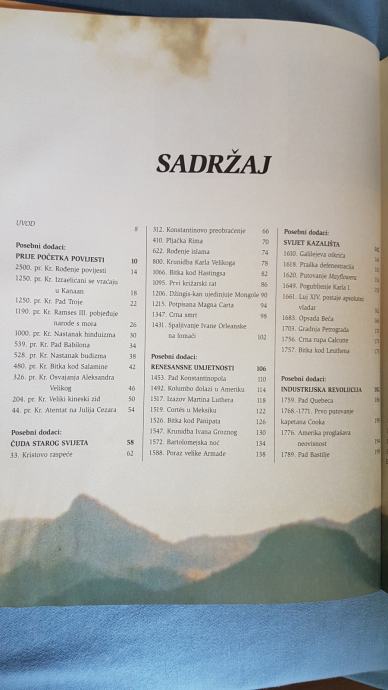 SADRŽAJ
UVOD 8
Posebni dodaci:
PRIJE POČETKA POVIJESTI 10
2500. pr. Kr. Rođenje povijesti 14
1250. pr. Kr. Izraelićani se vraćaju
u Kanaan 18
1250. pr. Kr. Pad Troje 22
1190. pr. Kr. Ramses III. pobjeđuje
narode s mora 26
1000. pr. Kr. Nastanak hinduizma 30
539. pr. Kr. Pad Babilona 34
528. pr. Kr. Nastanak budizma 38
480. pr. Kr. Bitka kod Salamine 42
326. pr. Kr. Osvajanja Aleksandra
Velikog 46
204. pr. Kr. Veliki kineski zid 50
44. pr. Kr. Atentat na Julija Cezara 54
Posebni dodaci:
ČUDA STAROG SVIJETA 58
33. Kristovo raspeće 62
312. Konstantinovo preobraćenje 66
410. Pljačka Rima 70
622. Rođenje islama 74
800. Krunidba Karla Velikoga 78
1066. Bitka kod Hastingsa 82
1095. Prvi križarski rat 86
1206. Džingis-kan ujedinjuje Mongole 90
1215. Potpisana Magna Carta 94
1347. Crna smrt 98
1431. Spaljivanje Ivane Orleanske
na lomači 102
Posebni dodaci:
RENESANSNE UMJETNOSTI 106
1453. Pad Konstantinopola 110
1492. Kolumbo dolazi u Ameriku 114
1517. Izazov Martina Luthera 118
1519. Cortés u Meksiku 122
1526. Bitka kod Panipata 126
1547. Krunidba Ivana Groznog 130
1572. Bartolomejska noć 134
1588. Poraz velike Armade 138
Posebni dodaci:
SVIJET KAZALIŠTA
1610. Galilejeva otkrića
1618. Praška defenestracija
1620. Putovanje Mayflowera
1649. Pogubljenje Karla I.
1661. Luj XIV. postaje apsolutni
vladar
1683. Opsada Beča
1703. Gradnja Petrograda
1756. Crna rupa Calcutte
1757. Bitka kod Leuthena
Posebni dodaci:
INDUSTRIJSKA REVOLUCIJA
1759. Pad Quebeca
1768.-1771. Prvo putovanje
kapetana Cooka
1776. Amerika proglašava
neovisnost
1789. Pad Bastilje